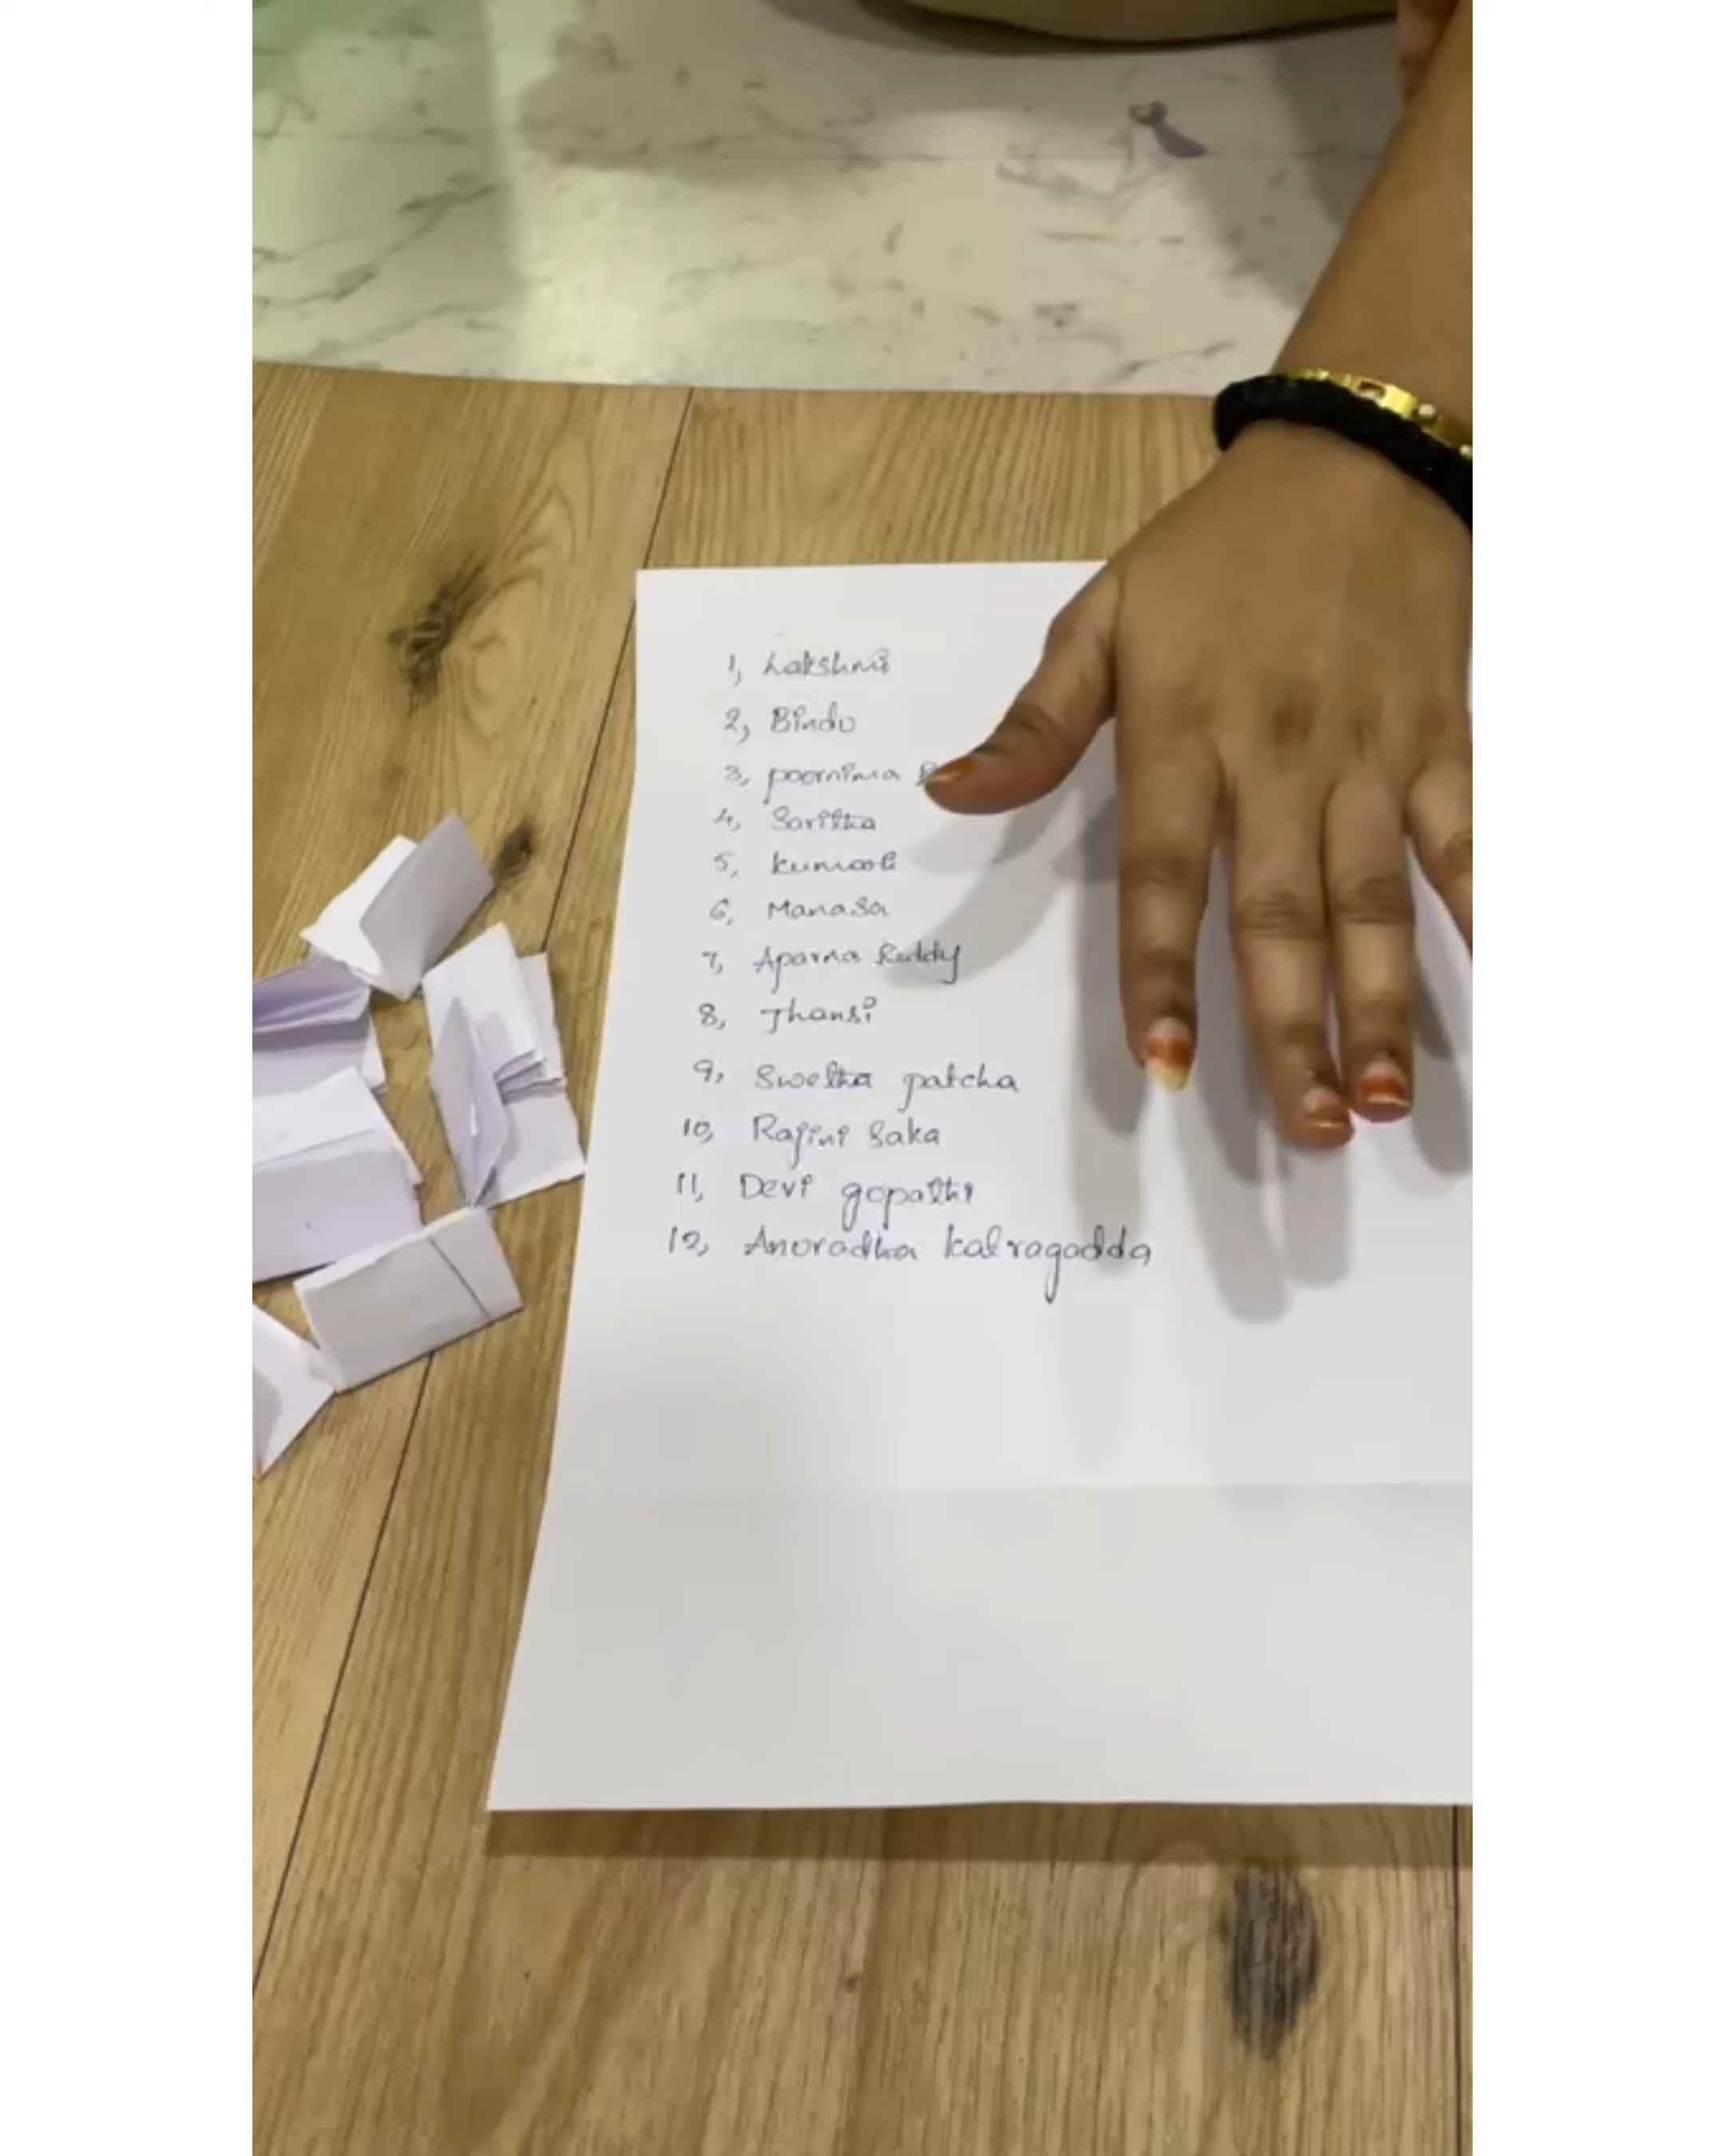 1, Lakshmi
2, Bindu
3, poornima
4, Saritha
5,
6, Manasa
7, Aparna Reddy
8, Jhansi
9, Swetha patcha
10, Rajini Saka
11, Devi gopathi
12, Anuradha katragadda